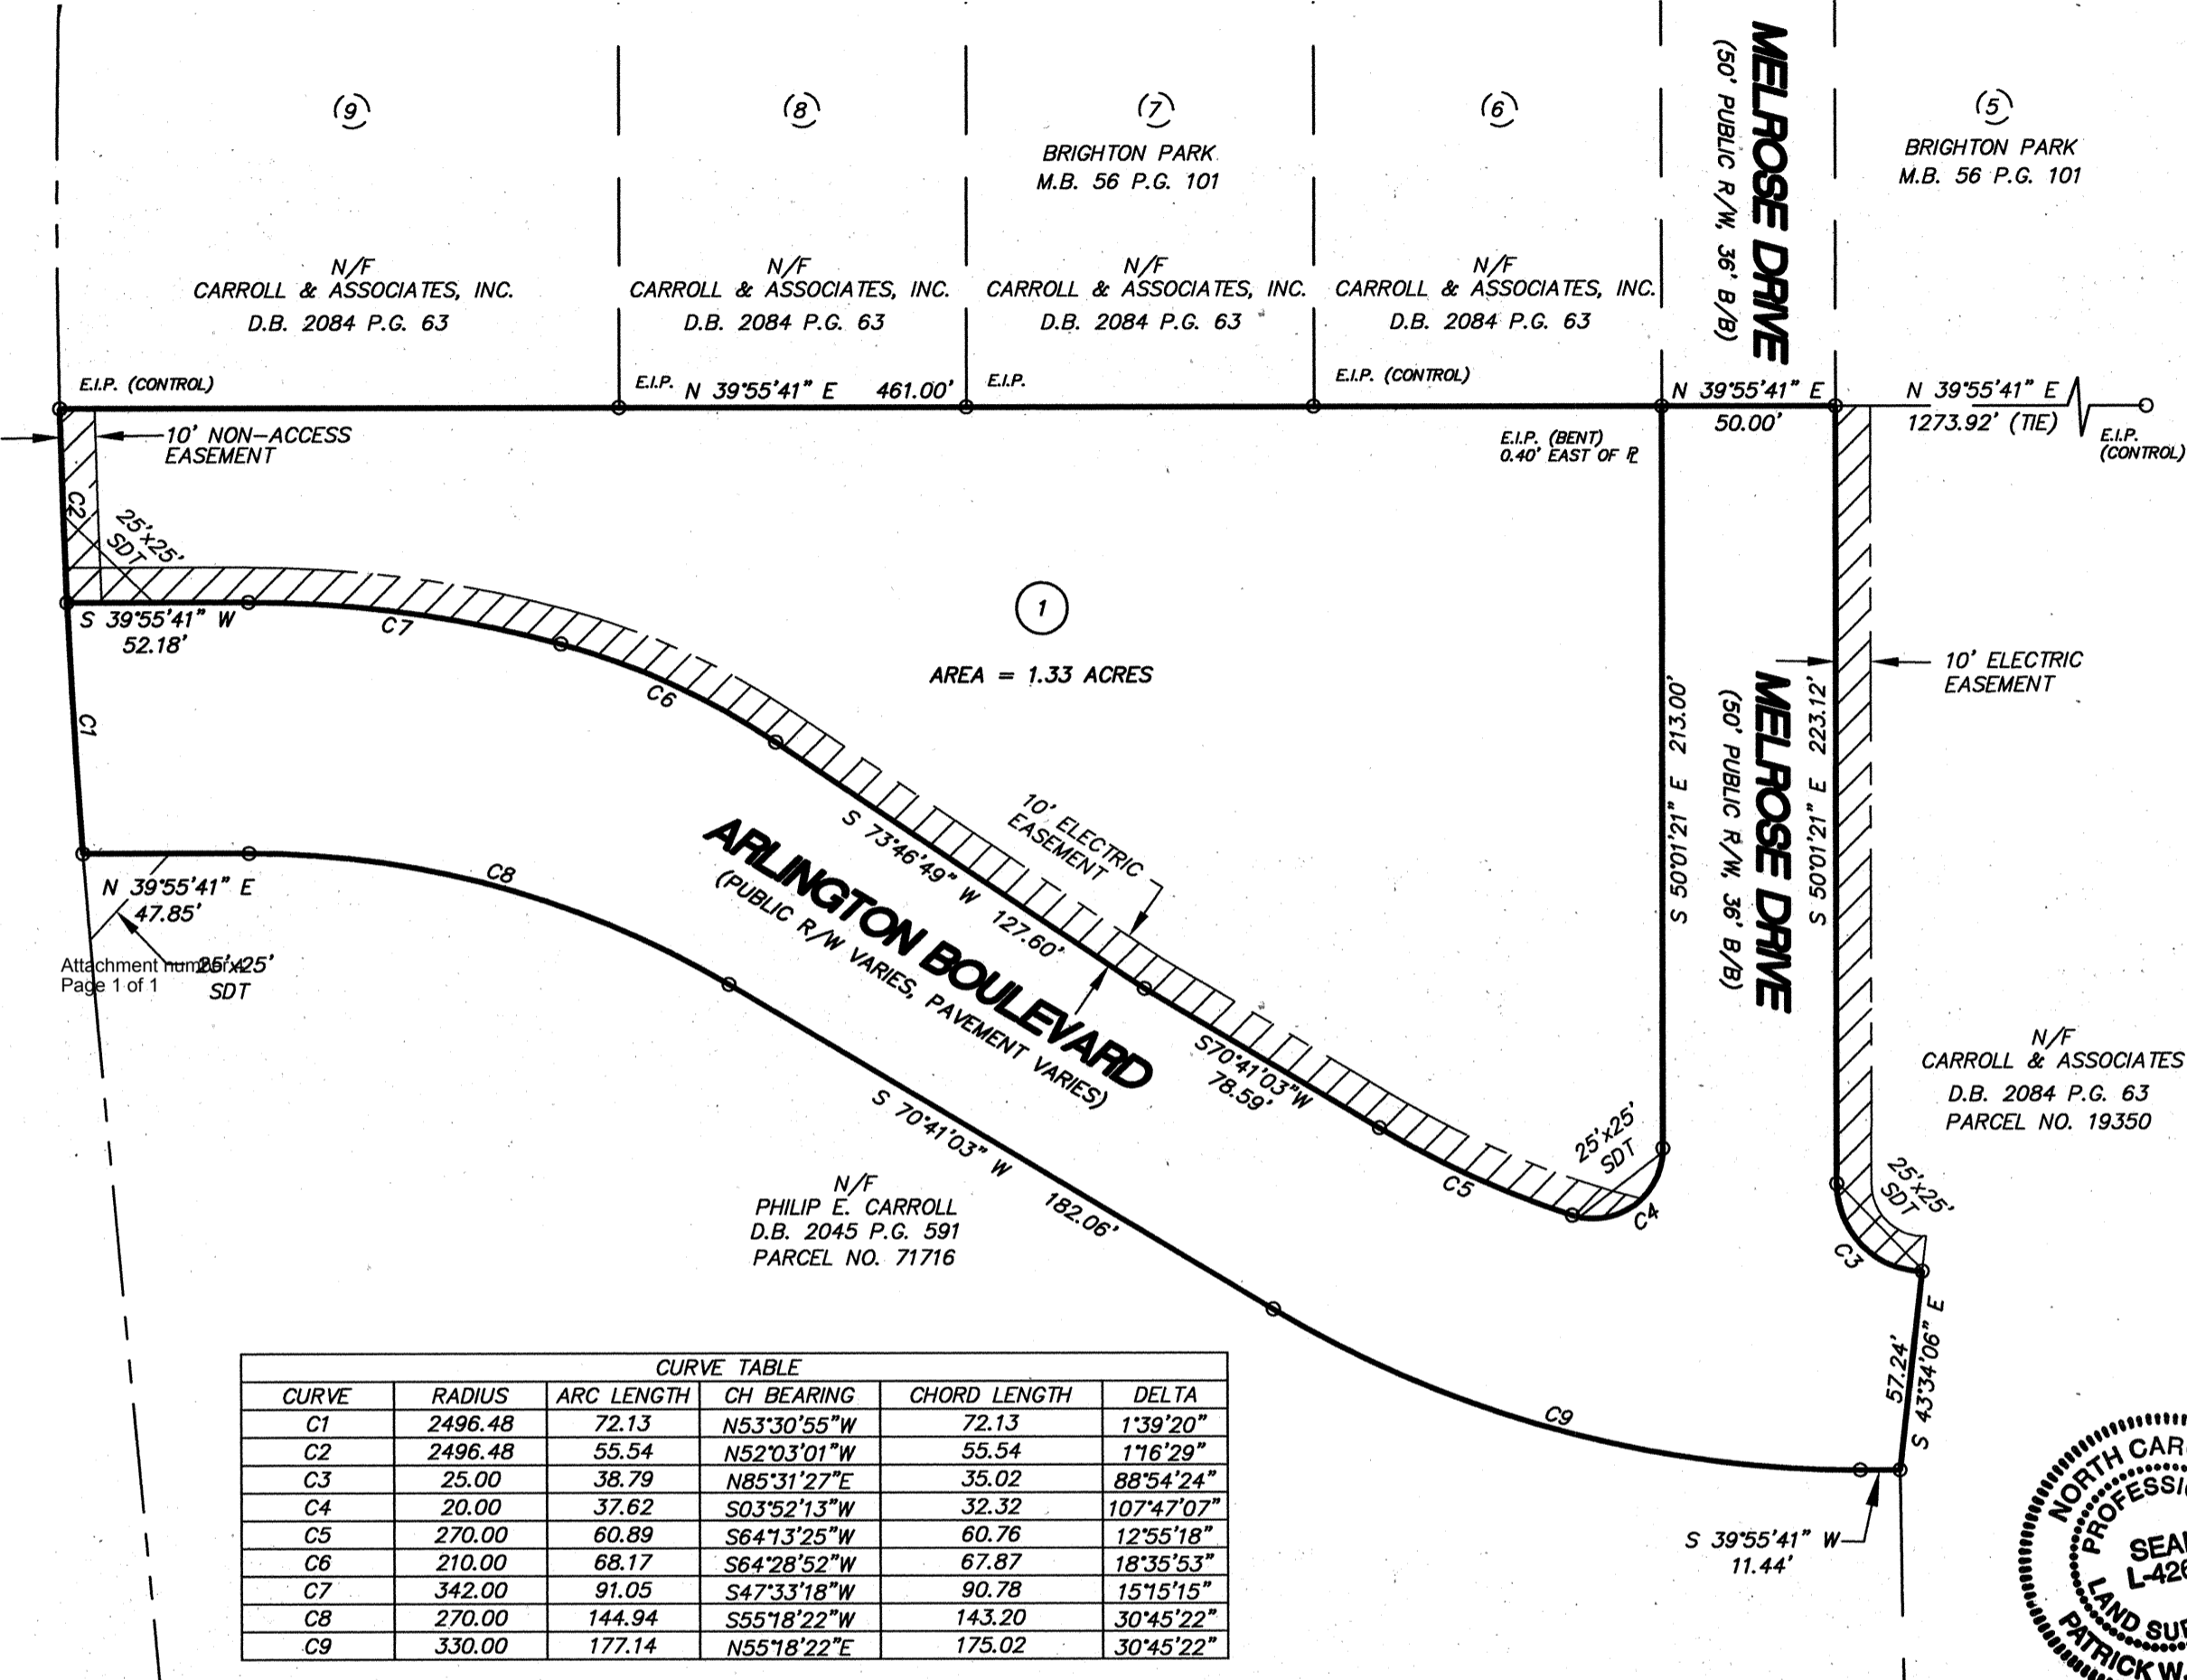 (9)
(8)
(7)
(6)
(5)
BRIGHTON PARK
M.B. 56 P.G. 101
BRIGHTON PARK
M.B. 56 P.G. 101
MELROSE DRIVE
(50' PUBLIC R/W, 36' B/B)
N/F
CARROLL & ASSOCIATES, INC.
D.B. 2084 P.G. 63
N/F
CARROLL & ASSOCIATES, INC.
D.B. 2084 P.G. 63
N/F
CARROLL & ASSOCIATES, INC.
D.B. 2084 P.G. 63
N/F
CARROLL & ASSOCIATES, INC.
D.B. 2084 P.G. 63
E.I.P. (CONTROL)
E.I.P.
N 39°55'41" E 461.00'
E.I.P.
E.I.P. (CONTROL)
N 39°55'41" E
50.00'
N 39°55'41" E
1273.92' (TIE)
E.I.P.
(CONTROL)
E.I.P. (BENT)
0.40' EAST OF ⅊
10' NON-ACCESS
EASEMENT
C2
25'x25'
SDT
S 39°55'41" W
52.18'
C7
C6
C1
1
AREA = 1.33 ACRES
S 50°01'21" E 213.00'
MELROSE DRIVE
(50' PUBLIC R/W, 36' B/B)
S 50°01'21" E 223.12'
10' ELECTRIC
EASEMENT
10' ELECTRIC
EASEMENT
S 73°46'49" W 127.60'
ARLINGTON BOULEVARD
(PUBLIC R/W VARIES, PAVEMENT VARIES)
N 39°55'41" E
47.85'
C8
25'x25'
SDT
Attachment number 4
Page 1 of 1
S70°41'03"W
78.59'
S 70°41'03" W 182.06'
25'x25'
SDT
C5
C4
N/F
CARROLL & ASSOCIATES
D.B. 2084 P.G. 63
PARCEL NO. 19350
25'x25'
SDT
C3
N/F
PHILIP E. CARROLL
D.B. 2045 P.G. 591
PARCEL NO. 71716
57.24'
S 43°34'06" E
C9
S 39°55'41" W
11.44'
CURVE TABLE
CURVE RADIUS ARC LENGTH CH BEARING CHORD LENGTH DELTA
C1 2496.48 72.13 N53°30'55"W 72.13 1°39'20"
C2 2496.48 55.54 N52°03'01"W 55.54 1°16'29"
C3 25.00 38.79 N85°31'27"E 35.02 88°54'24"
C4 20.00 37.62 S03°52'13"W 32.32 107°47'07"
C5 270.00 60.89 S64°13'25"W 60.76 12°55'18"
C6 210.00 68.17 S64°28'52"W 67.87 18°35'53"
C7 342.00 91.05 S47°33'18"W 90.78 15°15'15"
C8 270.00 144.94 S55°18'22"W 143.20 30°45'22"
C9 330.00 177.14 N55°18'22"E 175.02 30°45'22"
NORTH CAR
PROFESSI
SEAL
L-426
LAND SUR
PATRICK W.